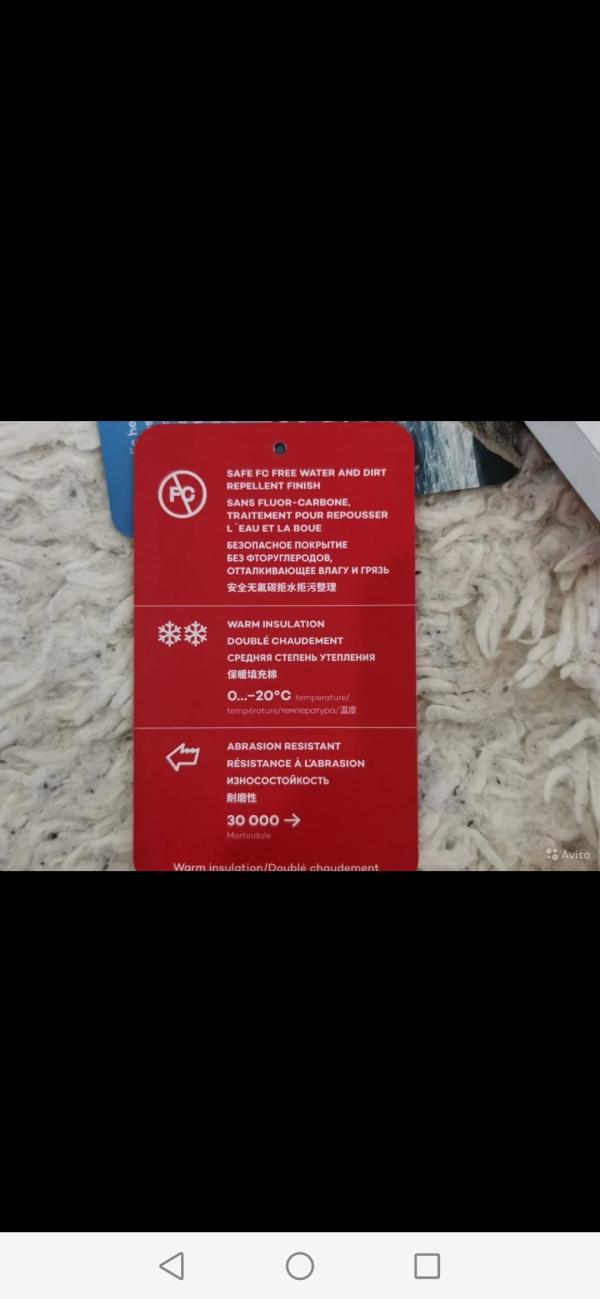 FC
SAFE FC FREE WATER AND DIRT
REPELLENT FINISH
SANS FLUOR-CARBONE,
TRAITEMENT POUR REPOUSSER
L`EAU ET LA BOUE
БЕЗОПАСНОЕ ПОКРЫТИЕ
БЕЗ ФТОРУГЛЕРОДОВ,
ОТТАЛКИВАЮЩЕЕ ВЛАГУ И ГРЯЗЬ
安全无氟碳拒水拒污整理
WARM INSULATION
DOUBLÉ CHAUDEMENT
СРЕДНЯЯ СТЕПЕНЬ УТЕПЛЕНИЯ
保暖填充棉
0...-20°C temperature/
température/температура/温度
ABRASION RESISTANT
RÉSISTANCE À L'ABRASION
ИЗНОСОСТОЙКОСТЬ
耐磨性
30 000 →
Martindale
Warm insulation/Doublé chaudement
Avito